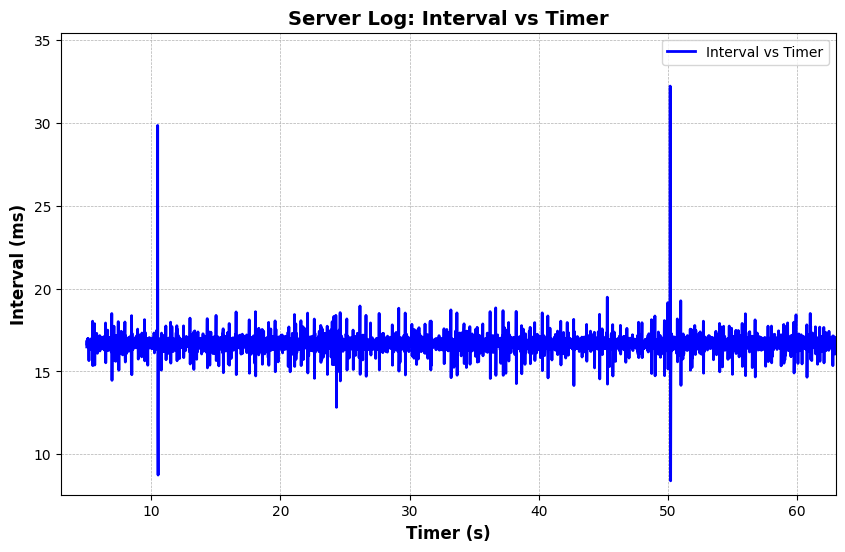 Server Log: Interval vs Timer
Interval vs Timer
35
30
25
20
15
10
Interval (ms)
10 20 30 40 50 60
Timer (s)